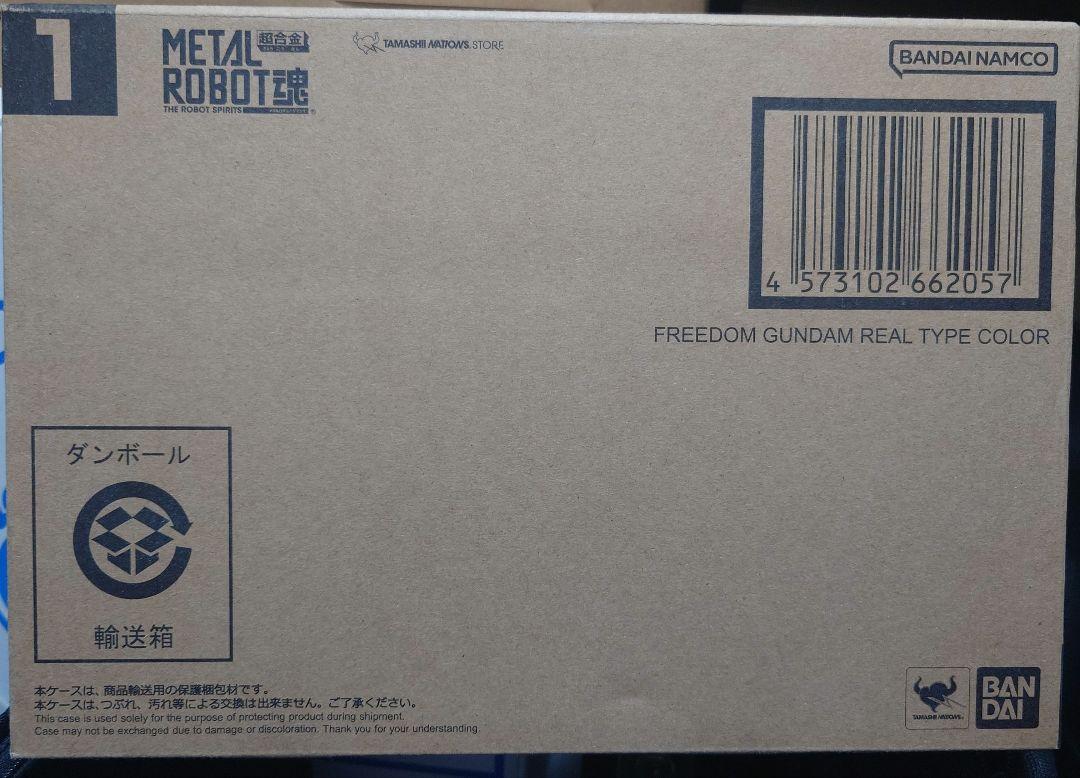 1
METAL 超合金
ROBOT魂
THE ROBOT SPIRITS
TAMASHII NATIONS STORE
BANDAI NAMCO
4 573102 662057
FREEDOM GUNDAM REAL TYPE COLOR
ダンボール
輸送箱
本ケースは、商品輸送用の保護梱包材です。
本ケースは、つぶれ、汚れ等による交換は出来ません。ご了承ください。
This case is used solely for the purpose of protecting product during shipment.
Case may not be exchanged due to damage or discoloration. Thank you for your understanding.
TAMASHII NATIONS
BAN
DAI